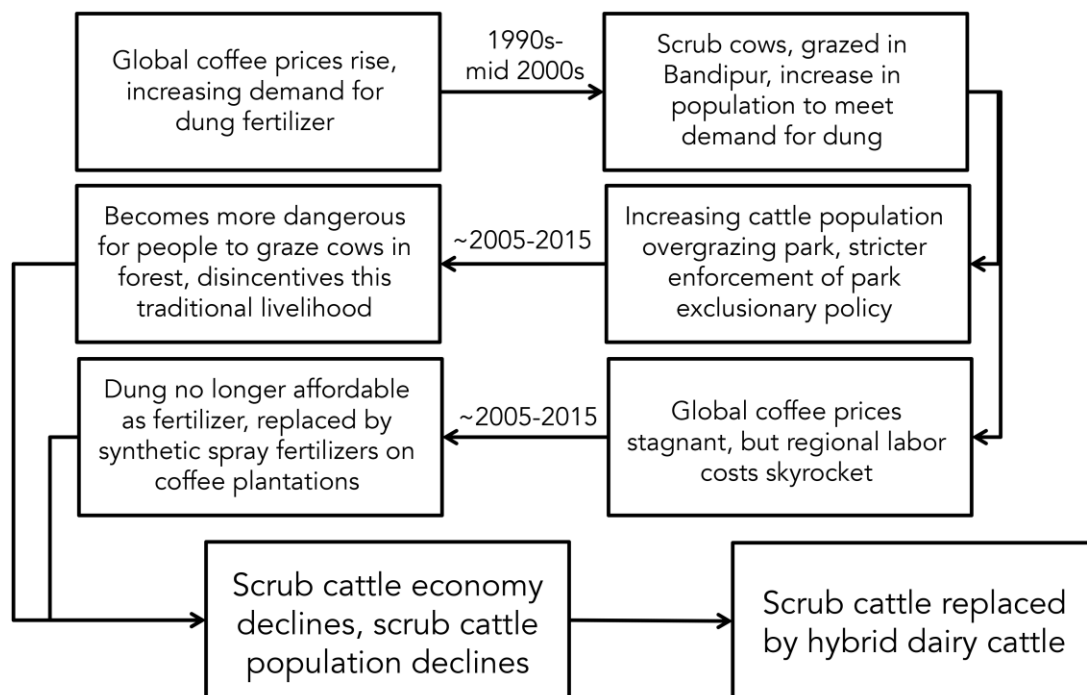 Global coffee prices rise,
increasing demand for
dung fertilizer
1990s-
mid 2000s
Scrub cows, grazed in
Bandipur, increase in
population to meet
demand for dung
Becomes more dangerous
for people to graze cows in
forest, disincentives this
traditional livelihood
~2005-2015
Increasing cattle population
overgrazing park, stricter
enforcement of park
exclusionary policy
Dung no longer affordable
as fertilizer, replaced by
synthetic spray fertilizers on
coffee plantations
~2005-2015
Global coffee prices
stagnant, but regional labor
costs skyrocket
Scrub cattle economy
declines, scrub cattle
population declines
Scrub cattle replaced
by hybrid dairy cattle